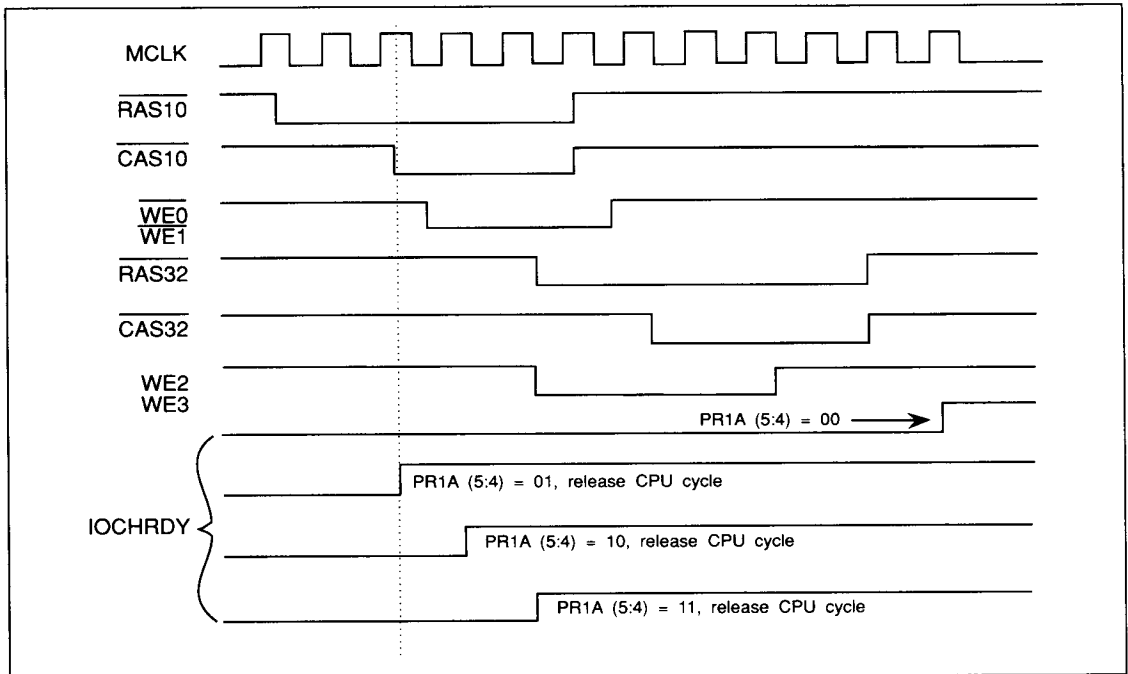 MCLK
RAS10
CAS10
WE0
WE1
RAS32
CAS32
WE2
WE3
PR1A (5:4) = 00
PR1A (5:4) = 01, release CPU cycle
IOCHRDY
PR1A (5:4) = 10, release CPU cycle
PR1A (5:4) = 11, release CPU cycle